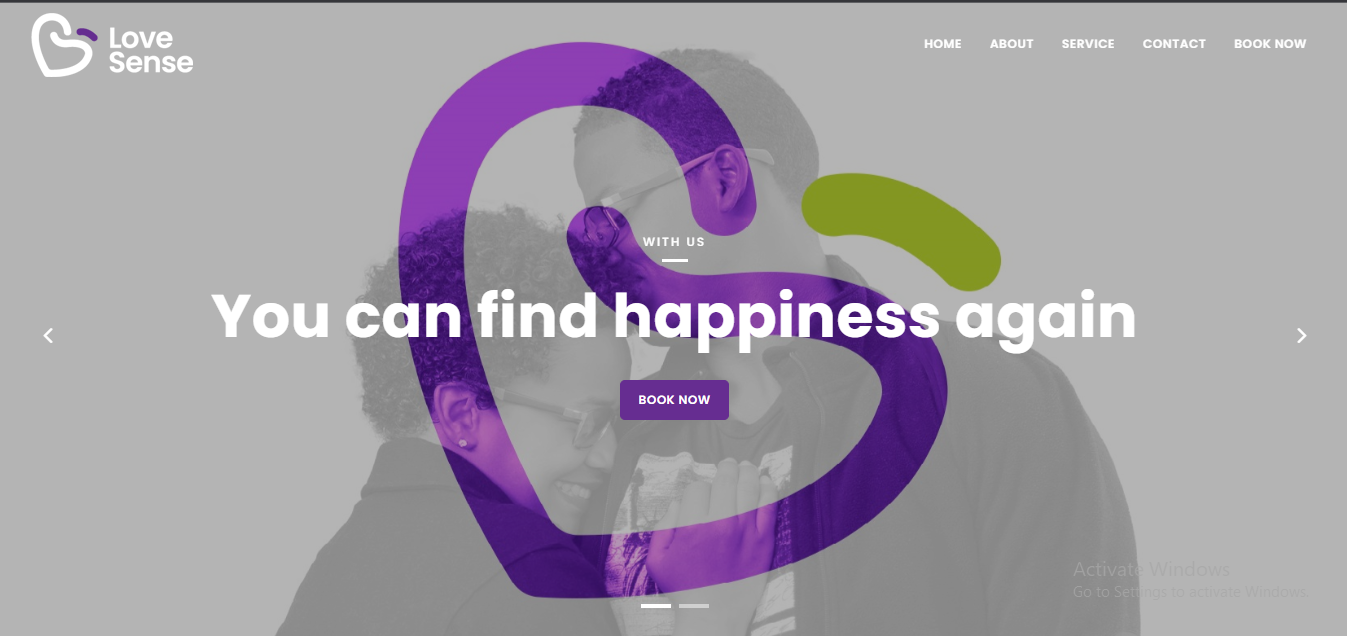 Love
Sense
HOME ABOUT SERVICE CONTACT BOOK NOW
WITH US
You can find happiness again
BOOK NOW
Activate Windows
Go to Settings to activate Windows.